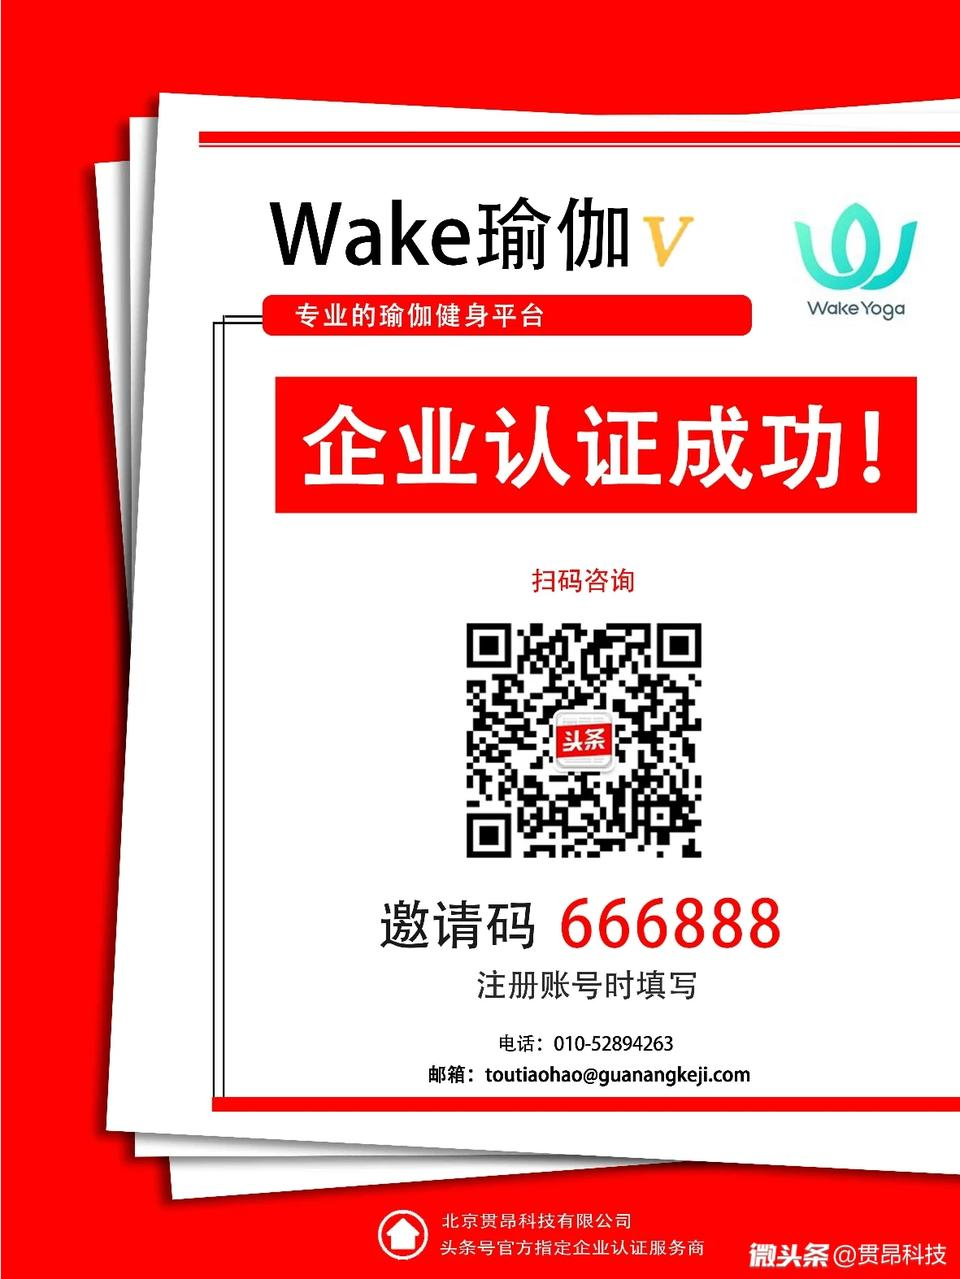 Wake瑜伽V
Wake Yoga
专业的瑜伽健身平台
企业认证成功！
扫码咨询
头条
邀请码 666888
注册账号时填写
电话：010-52894263
邮箱：toutiaohao@guanangkeji.com
北京贯昂科技有限公司
头条号官方指定企业认证服务商
微头条@贯昂科技